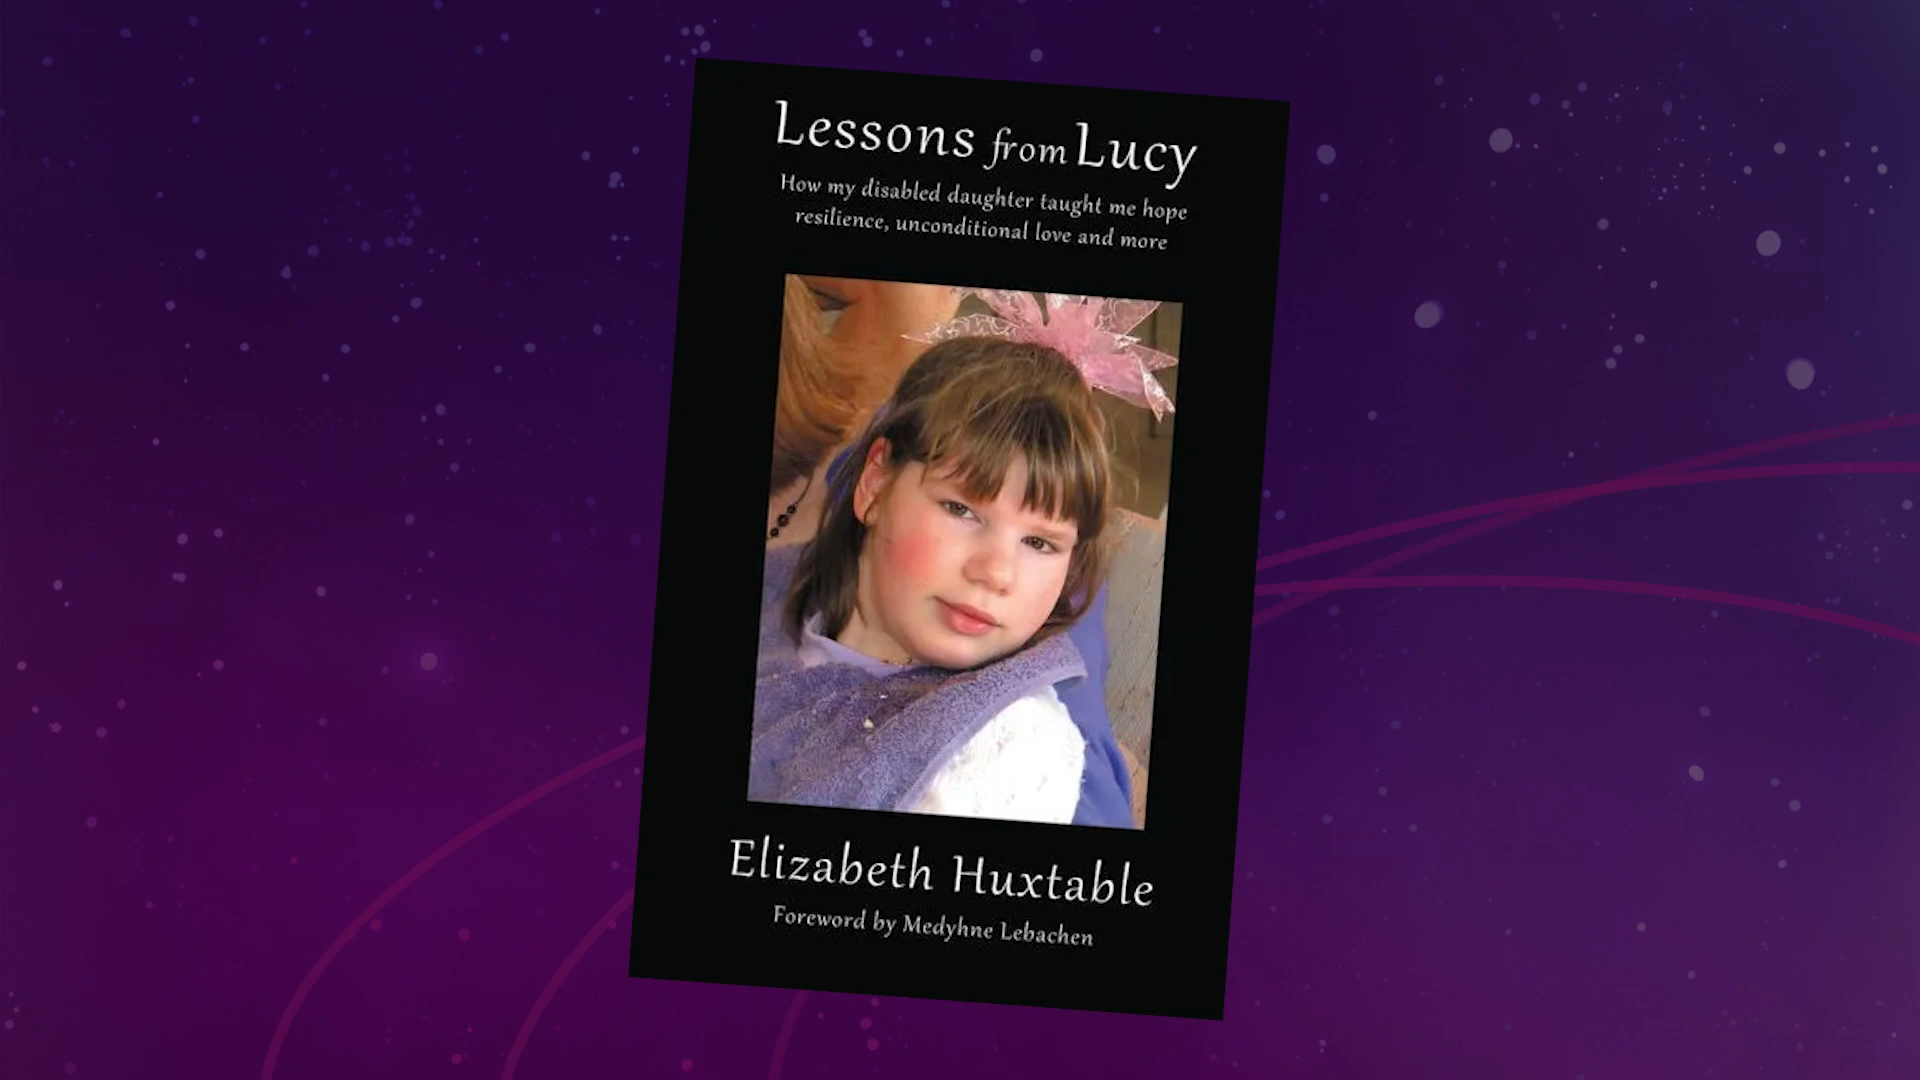 Lessons from Lucy
How my disabled daughter taught me hope
resilience, unconditional love and more
Elizabeth Huxtable
Foreword by Medyhne Lebachen